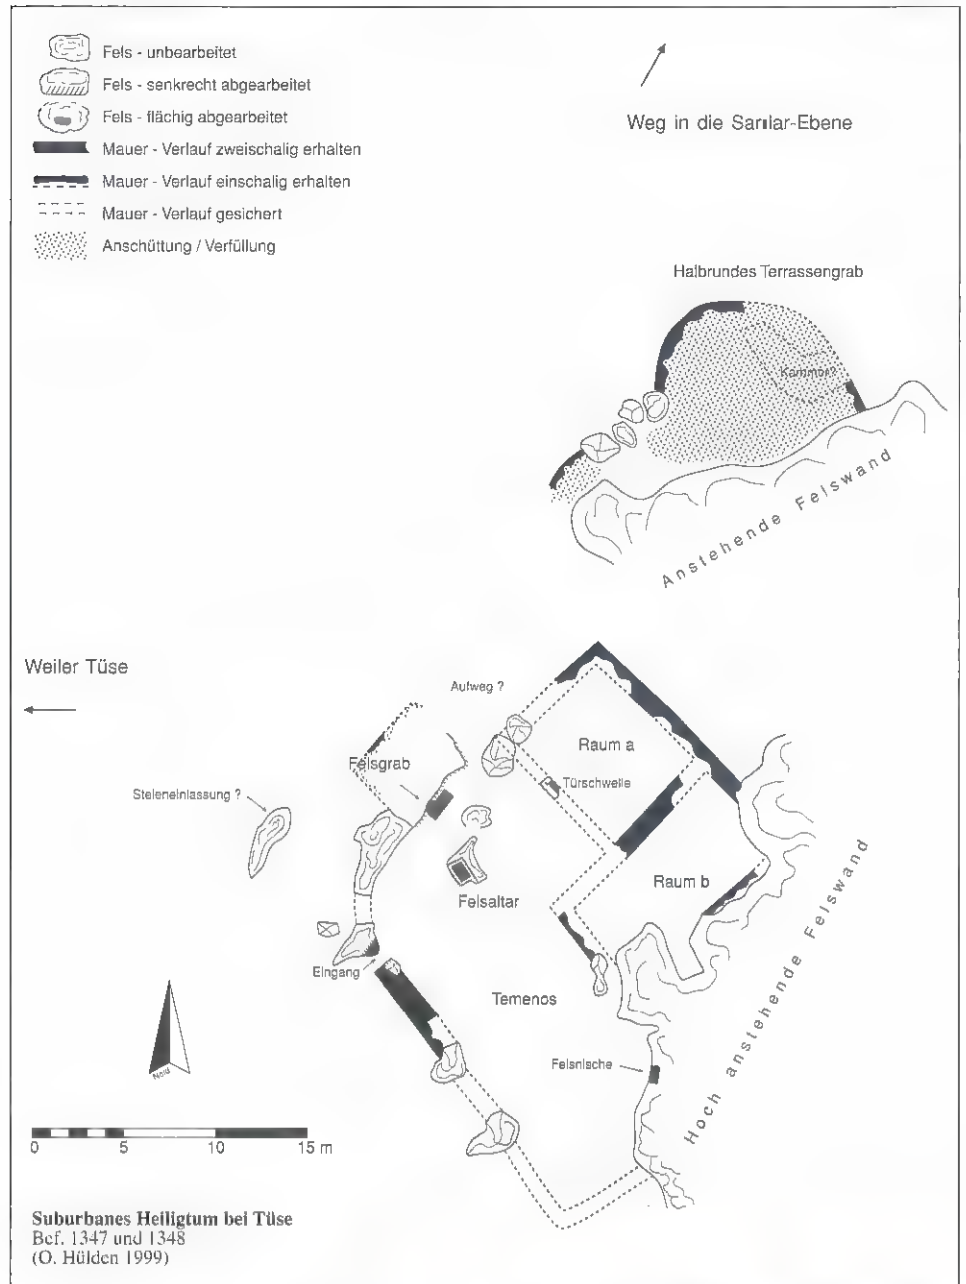 Fels - unbearbeitet
Fels - senkrecht abgearbeitet
Fels - flächig abgearbeitet
Mauer - Verlauf zweischalig erhalten
Mauer - Verlauf einschalig erhalten
Mauer - Verlauf gesichert
Anschüttung / Verfüllung
Weg in die Sarılar-Ebene
Halbrundes Terrassengrab
Kammer?
Anstehende Felswand
Weiler Tüse
Aufweg ?
Raum a
Felsgrab
Türschwelle
Steleneinlassung ?
Raum b
Felsaltar
Eingang
Temenos
Felsnische
Hoch anstehende Felswand
Nord
0 5 10 15 m
Suburbanes Heiligtum bei Tüse
Bef. 1347 und 1348
(O. Hülden 1999)